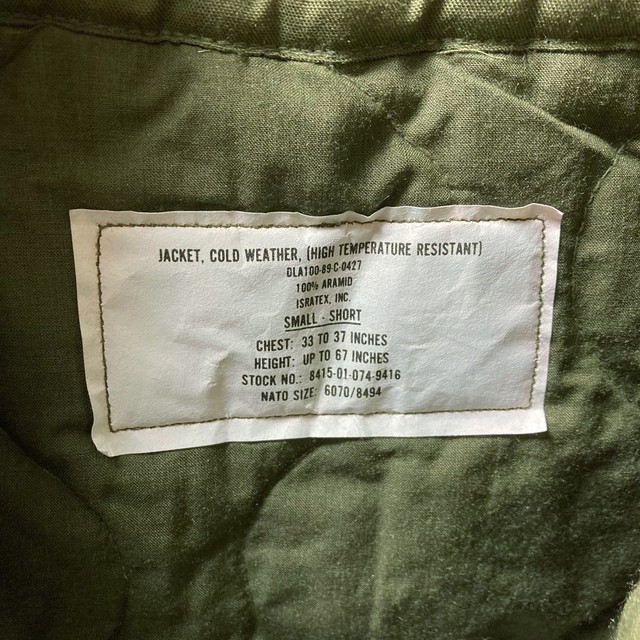 JACKET, COLD WEATHER, (HIGH TEMPERATURE RESISTANT)
DLA100-89-C-0427
100% ARAMID
ISRATEX, INC.
SMALL - SHORT
CHEST: 33 TO 37 INCHES
HEIGHT: UP TO 67 INCHES
STOCK NO.: 8415-01-074-9416
NATO SIZE: 6070/8494